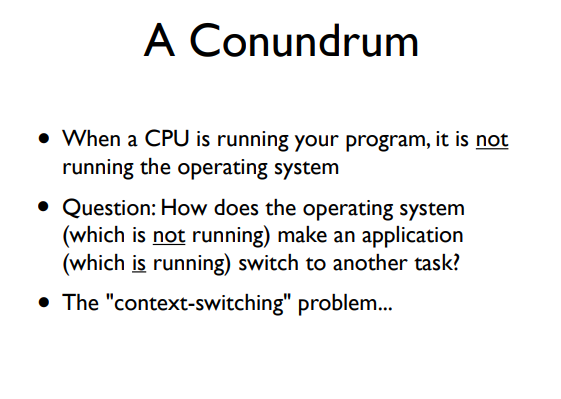 A Conundrum
• When a CPU is running your program, it is not
running the operating system
• Question: How does the operating system
(which is not running) make an application
(which is running) switch to another task?
• The "context-switching" problem...